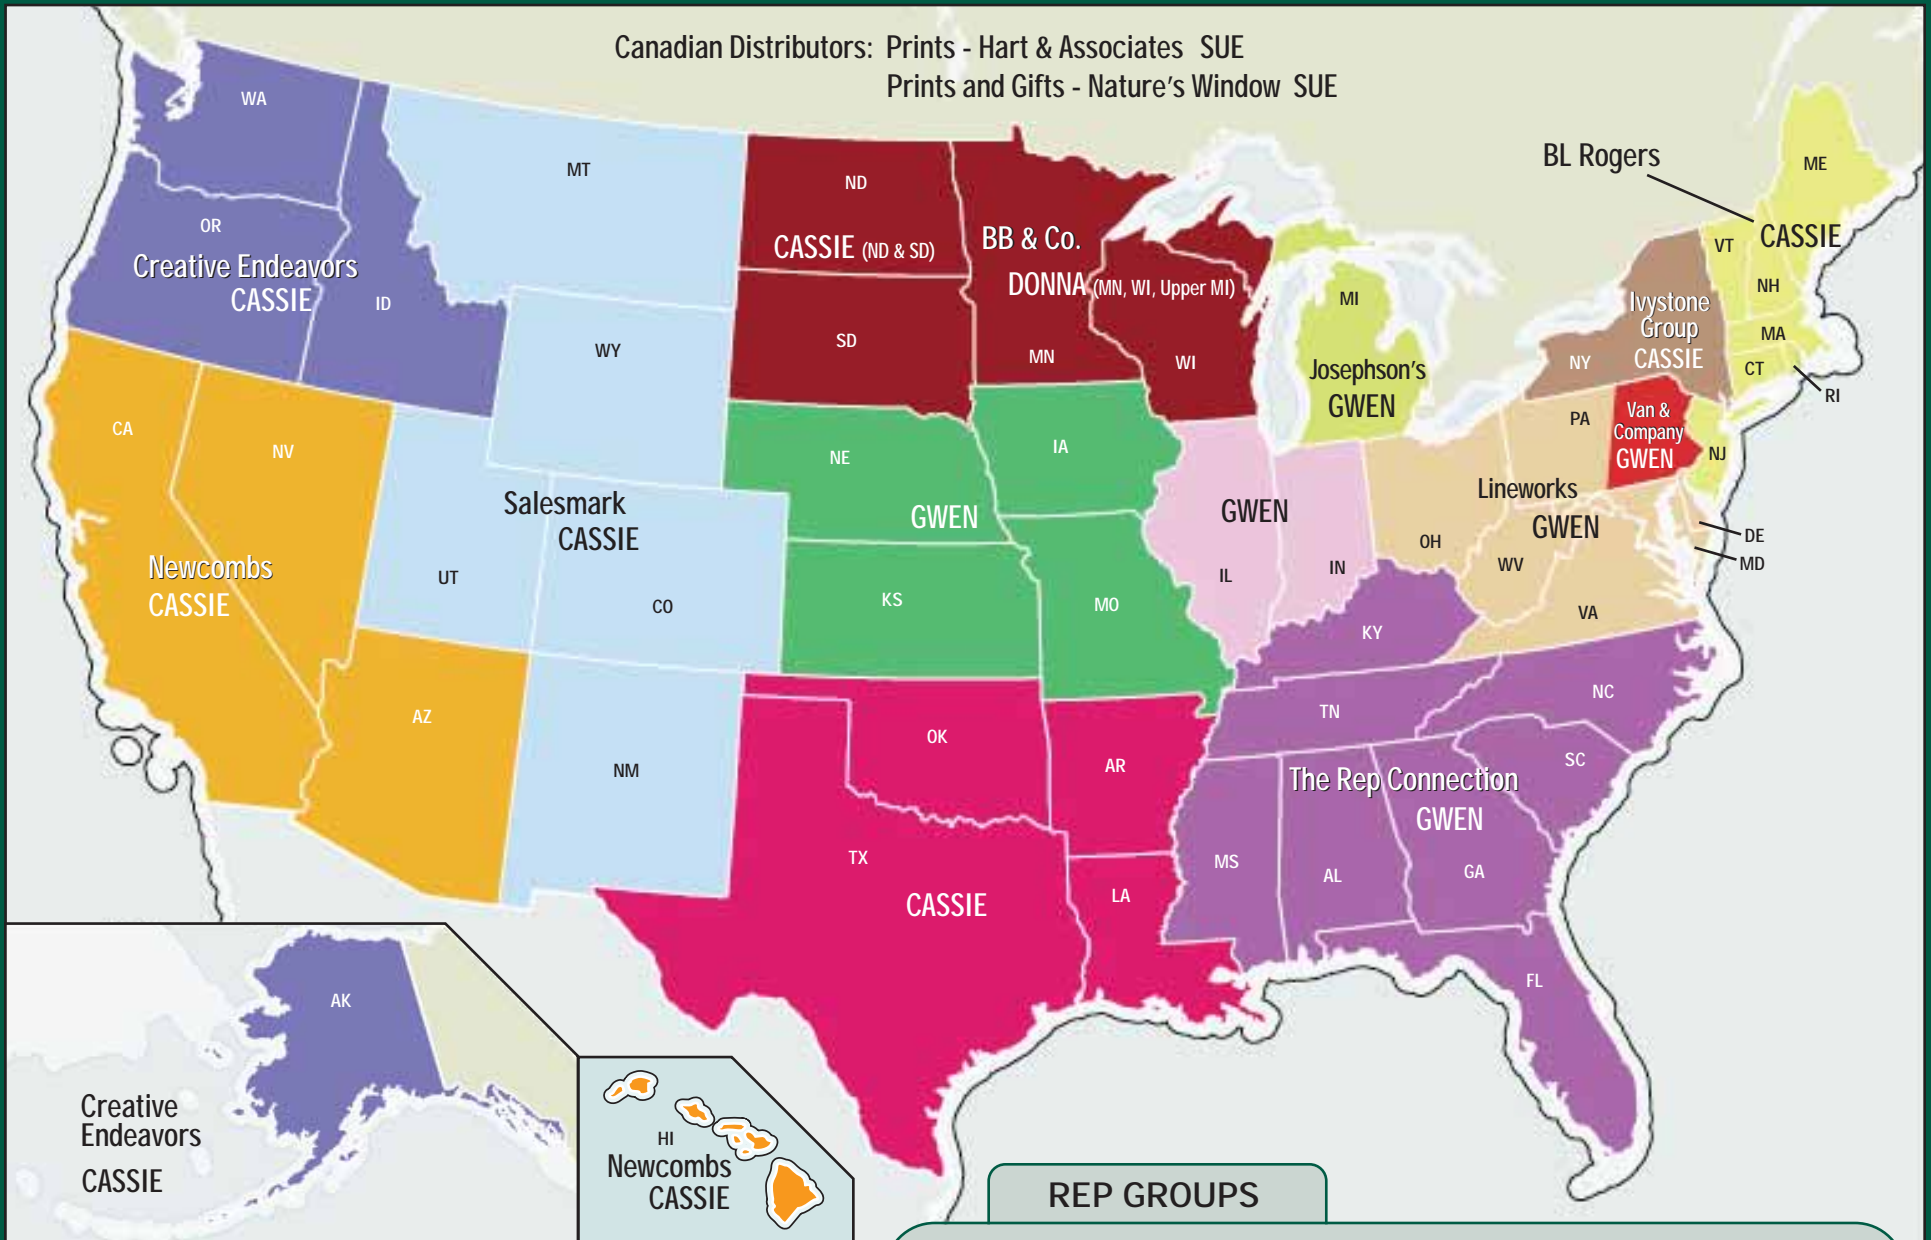 Canadian Distributors: Prints - Hart & Associates SUE
Prints and Gifts - Nature's Window SUE
WA
MT
ND
CASSIE (ND & SD)
BB & Co.
DONNA (MN, WI, Upper MI)
BL Rogers
ME
CASSIE
VT
NH
MA
CT
RI
OR
Creative Endeavors
CASSIE
ID
WY
SD
MN
WI
MI
Josephson's
GWEN
Ivystone
Group
CASSIE
NY
CA
NV
NE
IA
GWEN
PA
Van &
Company
GWEN
NJ
Salesmark
CASSIE
GWEN
Lineworks
GWEN
DE
MD
Newcombs
CASSIE
UT
CO
KS
MO
IL
IN
OH
WV
VA
KY
AZ
NM
OK
AR
TN
NC
SC
The Rep Connection
GWEN
TX
CASSIE
LA
MS
AL
GA
FL
AK
Creative
Endeavors
CASSIE
HI
Newcombs
CASSIE
REP GROUPS